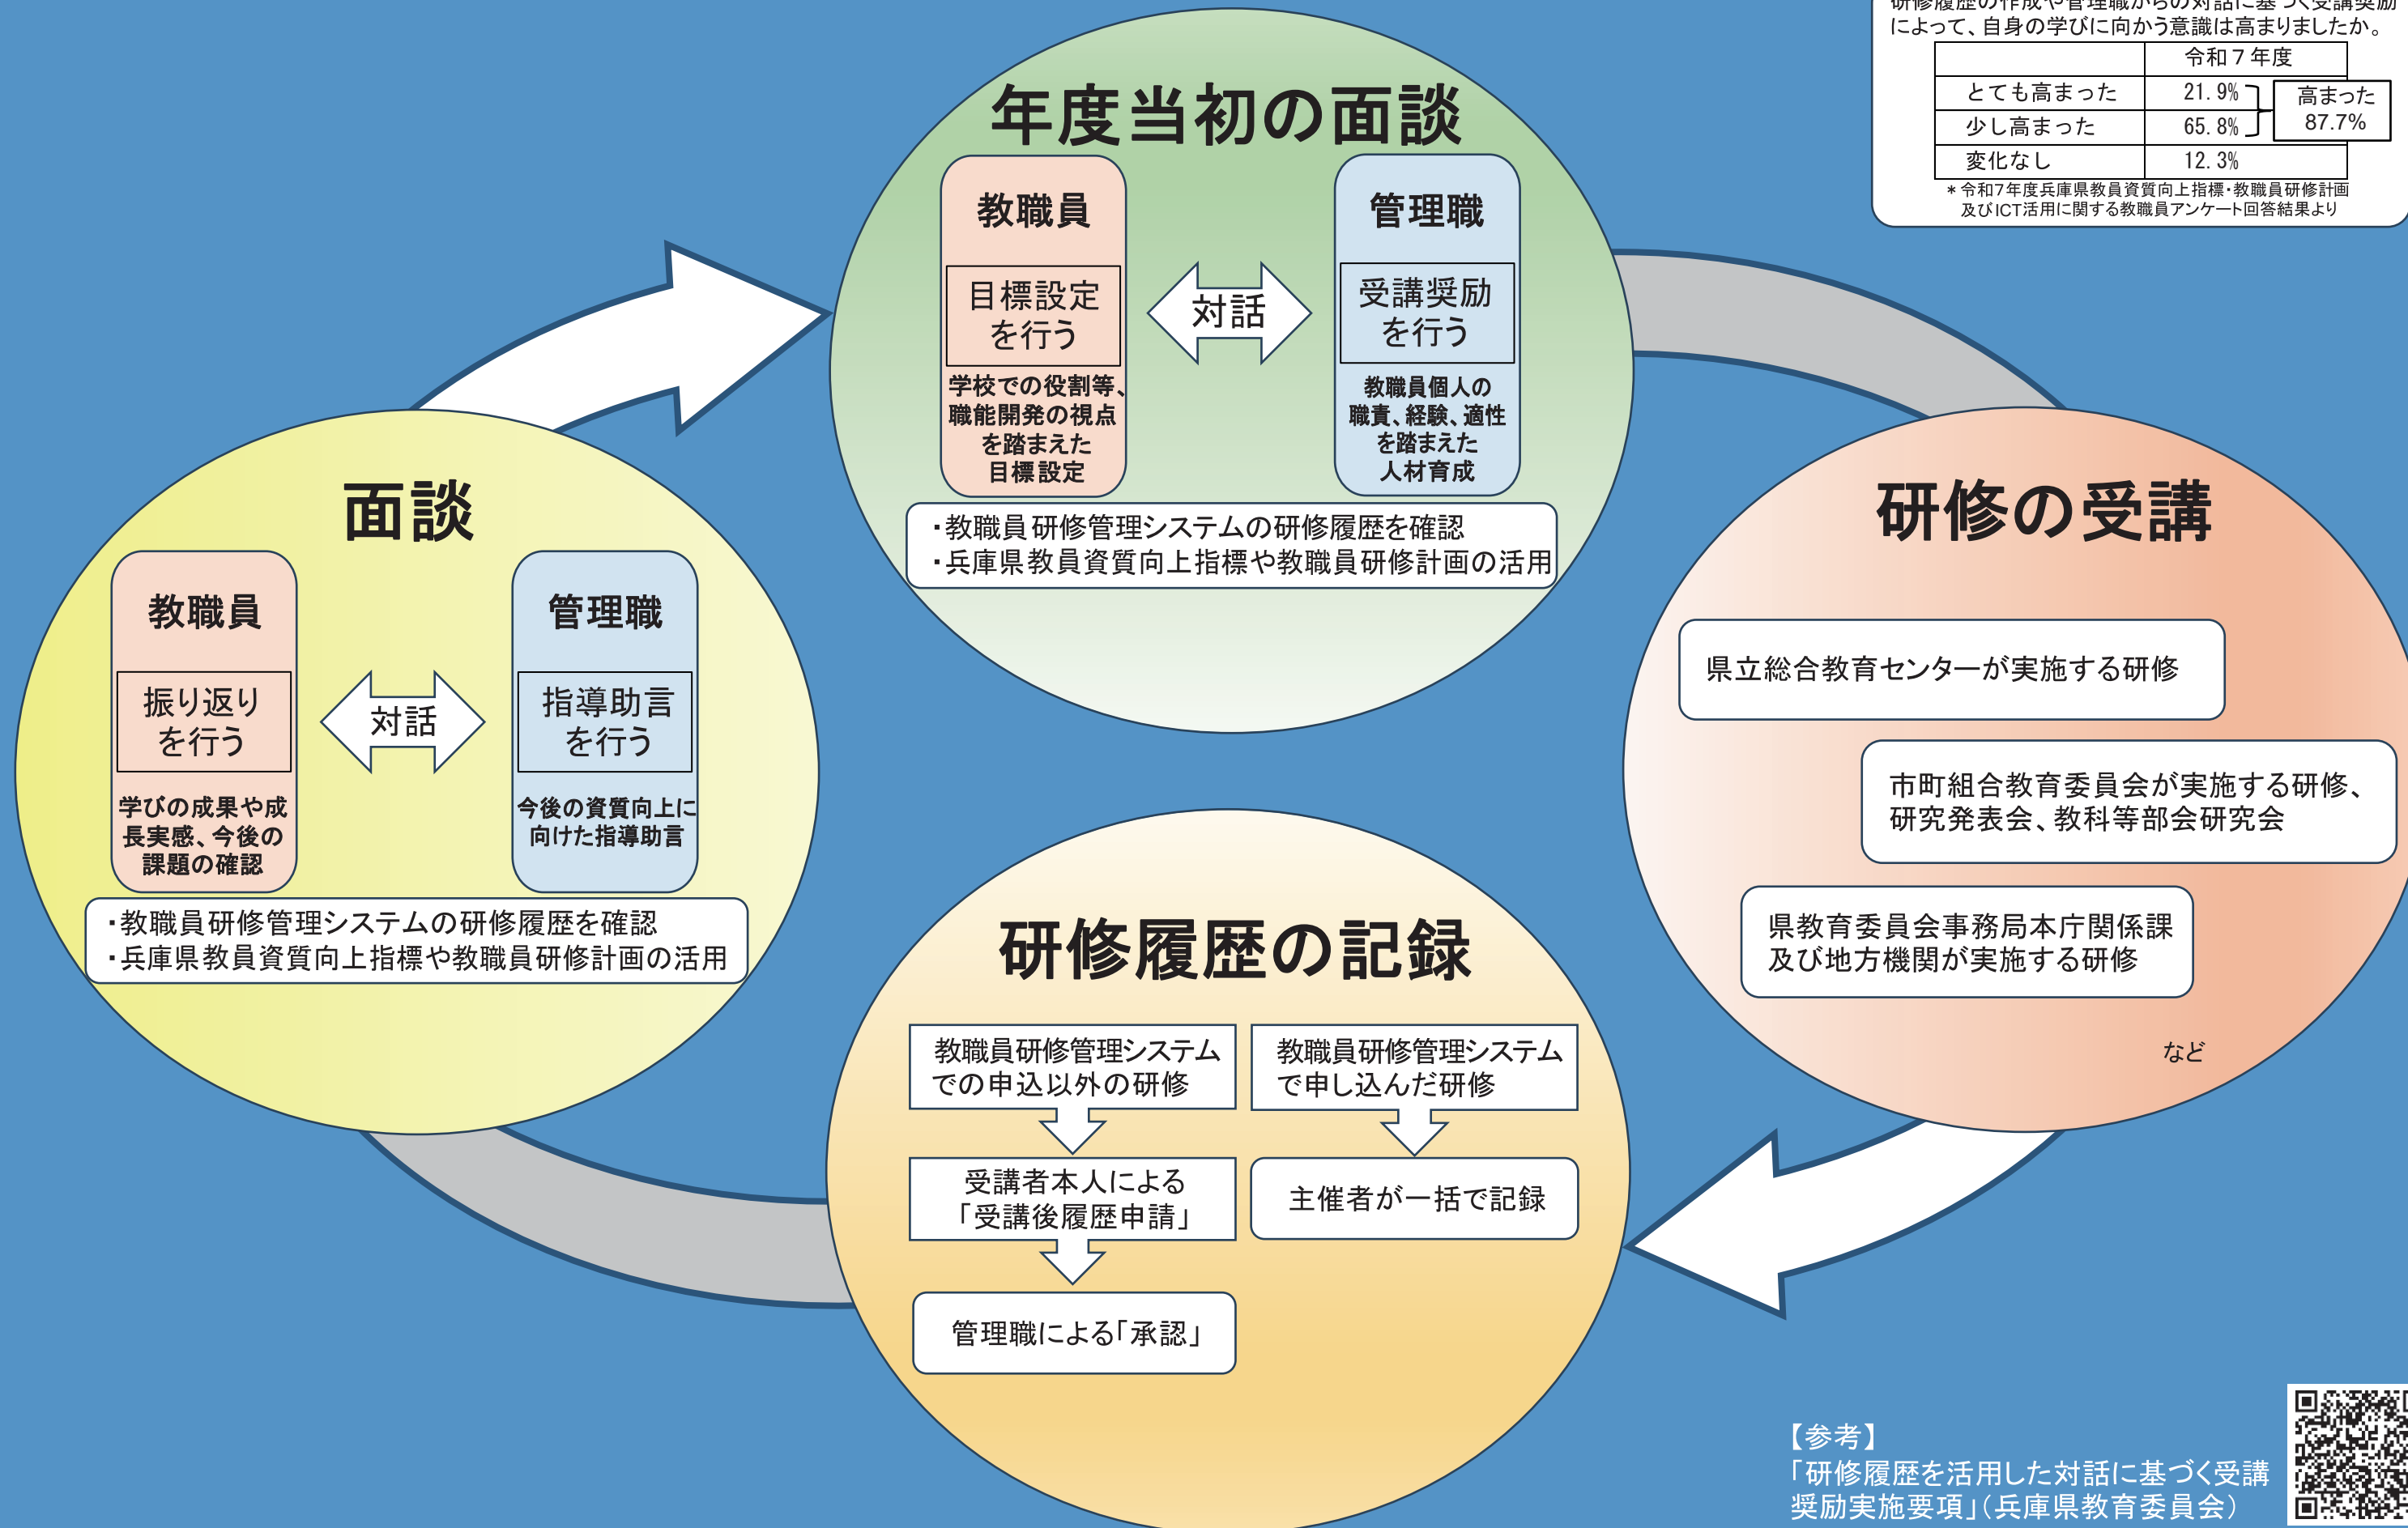 研修履歴の作成や管理職からの対話に基づく受講奨励
によって、自身の学びに向かう意識は高まりましたか。
令和7年度
とても高まった 21.9%
少し高まった 65.8%
高まった
87.7%
変化なし 12.3%
*令和7年度兵庫県教員資質向上指標・教職員研修計画
及びICT活用に関する教職員アンケート回答結果より
年度当初の面談
教職員
目標設定
を行う
学校での役割等、
職能開発の視点
を踏まえた
目標設定
対話
管理職
受講奨励
を行う
教職員個人の
職責、経験、適性
を踏まえた
人材育成
・教職員研修管理システムの研修履歴を確認
・兵庫県教員資質向上指標や教職員研修計画の活用
研修の受講
県立総合教育センターが実施する研修
市町組合教育委員会が実施する研修、
研究発表会、教科等部会研究会
県教育委員会事務局本庁関係課
及び地方機関が実施する研修
など
研修履歴の記録
教職員研修管理システム
での申込以外の研修
受講者本人による
「受講後履歴申請」
管理職による「承認」
教職員研修管理システム
で申し込んだ研修
主催者が一括で記録
面談
教職員
振り返り
を行う
学びの成果や成
長実感、今後の
課題の確認
対話
管理職
指導助言
を行う
今後の資質向上に
向けた指導助言
・教職員研修管理システムの研修履歴を確認
・兵庫県教員資質向上指標や教職員研修計画の活用
【参考】
「研修履歴を活用した対話に基づく受講
奨励実施要項」(兵庫県教育委員会)